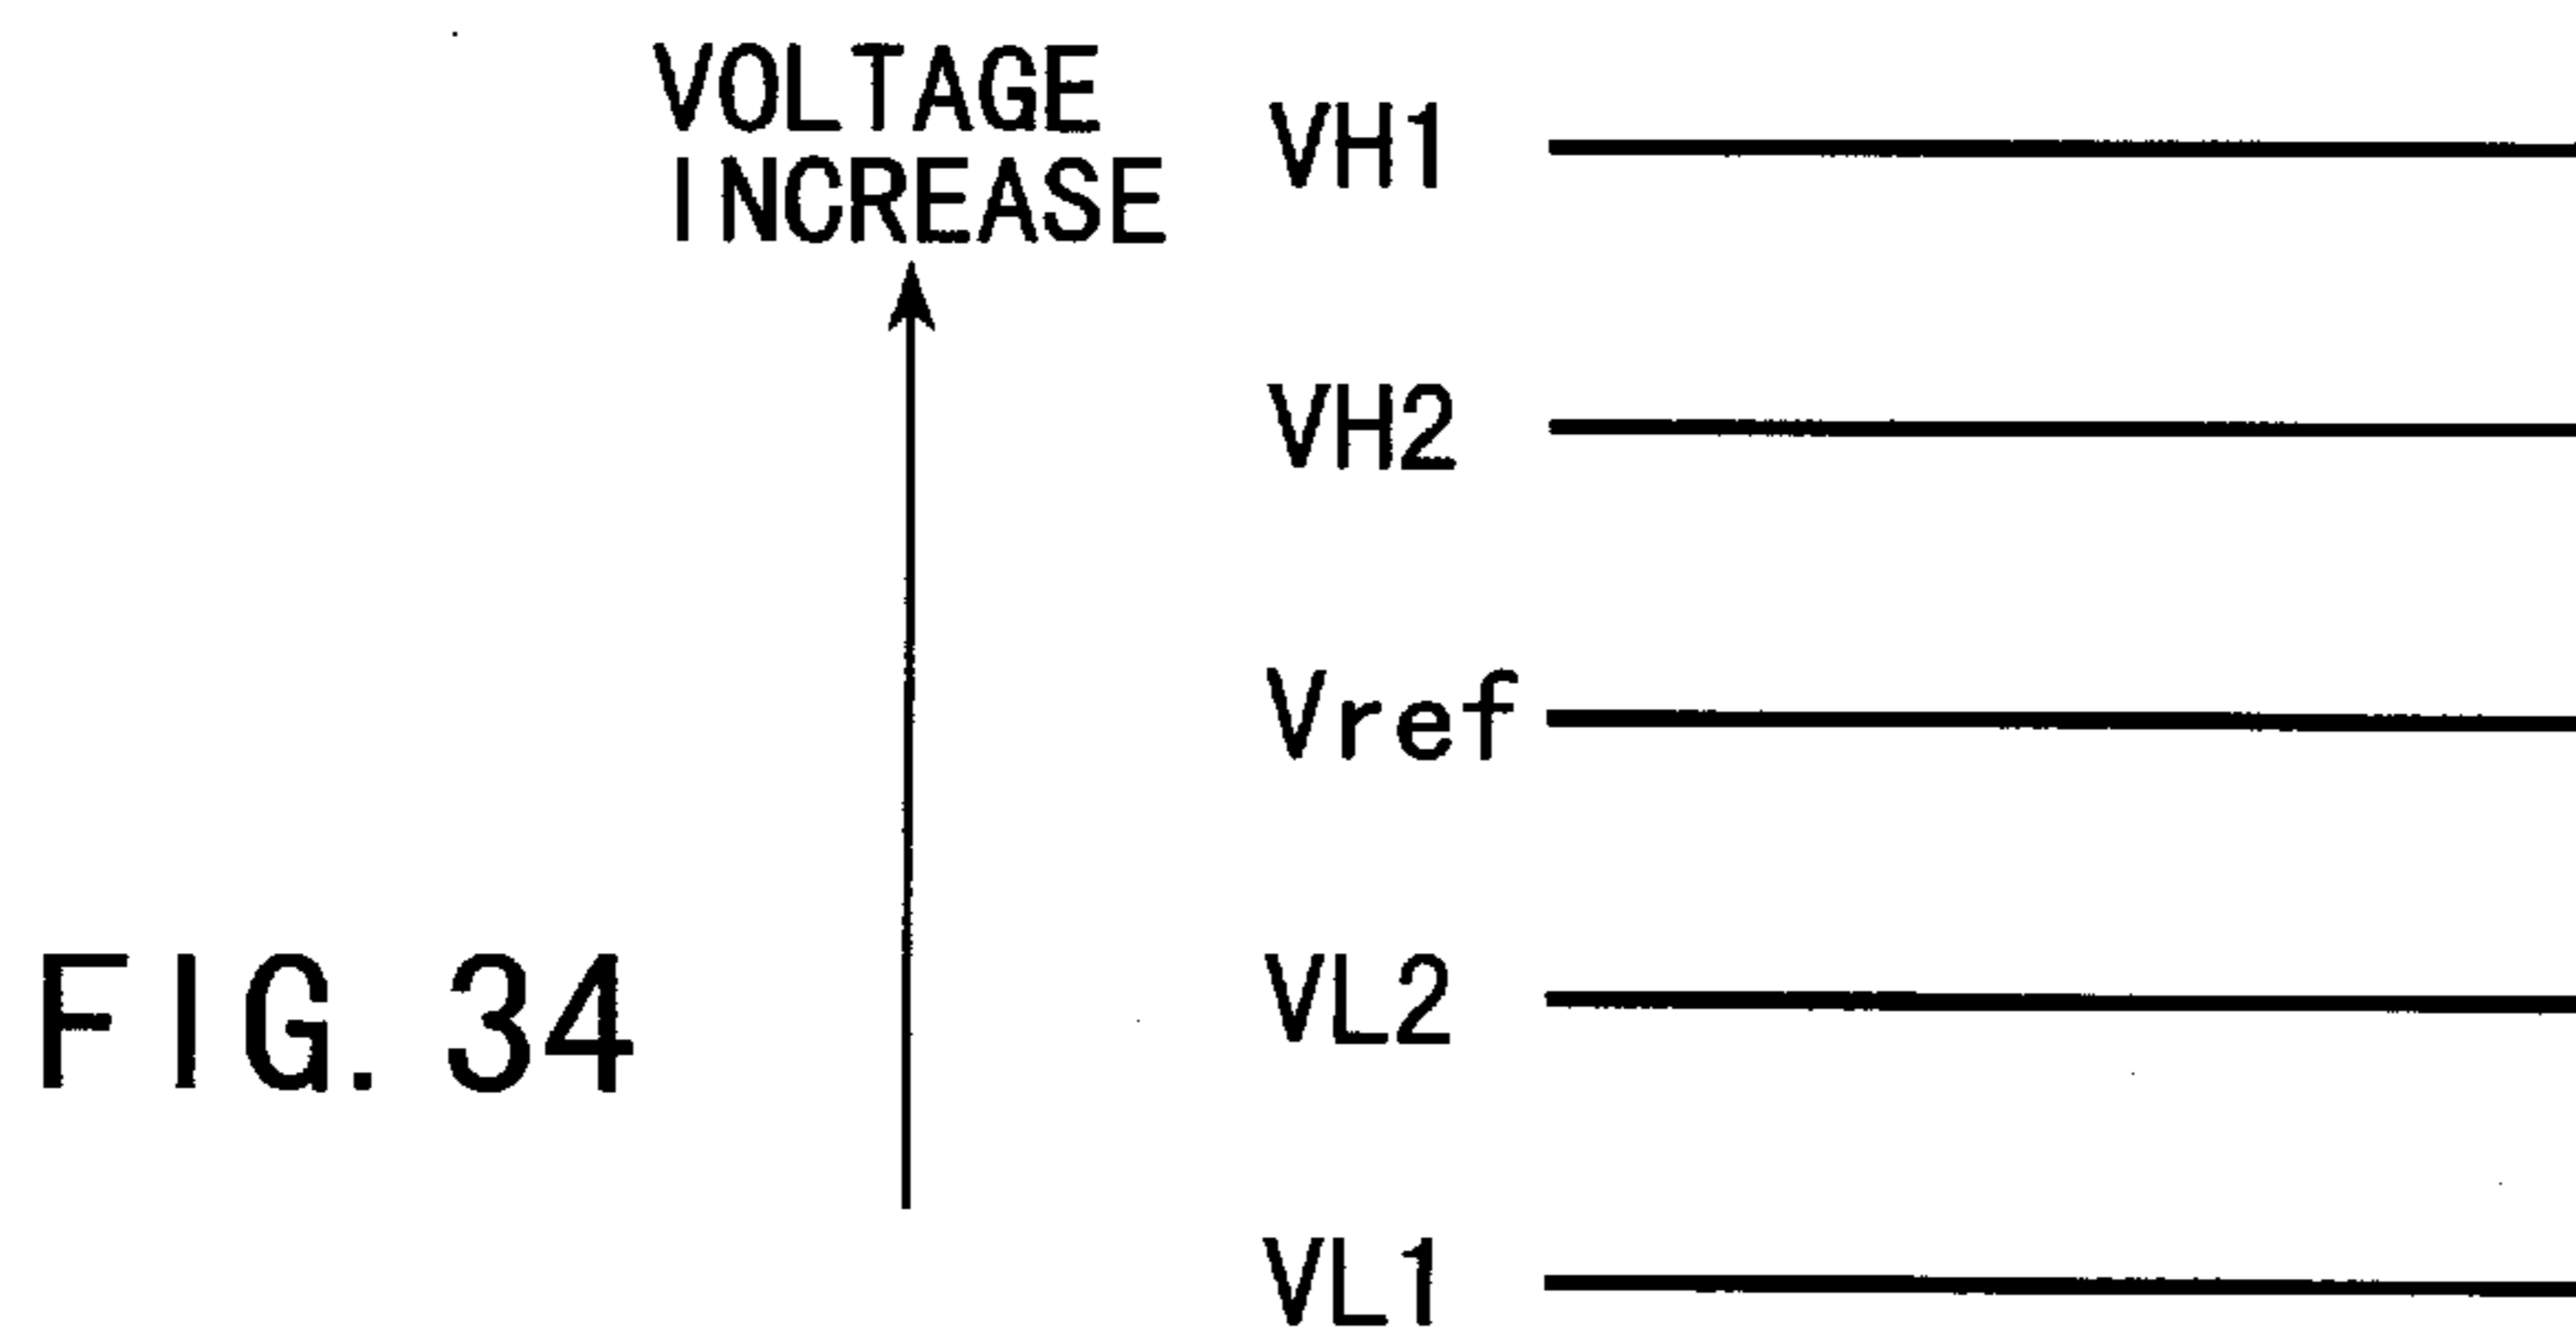 VOLTAGE
INCREASE
VH1
VH2
Vref
VL2
VL1
FIG. 34